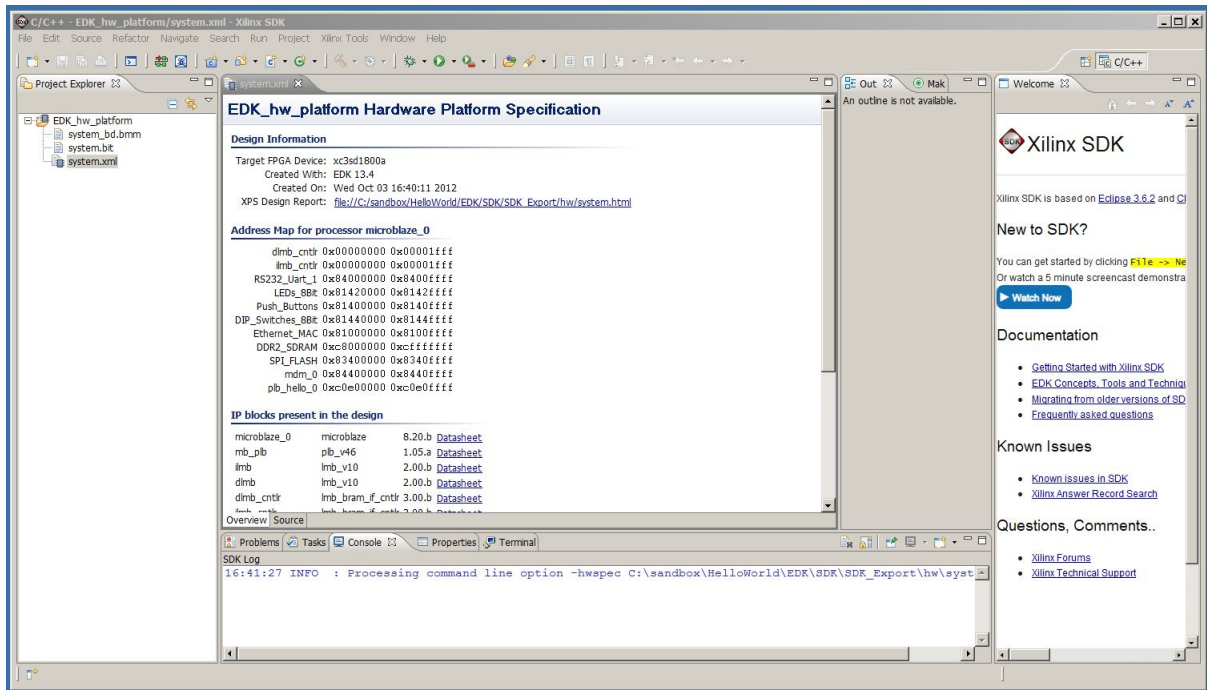 C/C++ - EDK_hw_platform/system.xml - Xilinx SDK
File Edit Source Refactor Navigate Search Run Project Xilinx Tools Window Help
C/C++
Project Explorer
EDK_hw_platform
system_bd.bmm
system.bit
system.xml
system.xml
EDK_hw_platform Hardware Platform Specification
Design Information
Target FPGA Device: xc3sd1800a
Created With: EDK 13.4
Created On: Wed Oct 03 16:40:11 2012
XPS Design Report: file://C:/sandbox/HelloWorld/EDK/SDK/SDK_Export/hw/system.html
Address Map for processor microblaze_0
dlmb_cntlr 0x00000000 0x00001fff
ilmb_cntlr 0x00000000 0x00001fff
RS232_Uart_1 0x84000000 0x8400ffff
LEDs_8Bit 0x81420000 0x8142ffff
Push_Buttons 0x81400000 0x8140ffff
DIP_Switches_8Bit 0x81440000 0x8144ffff
Ethernet_MAC 0x81000000 0x8100ffff
DDR2_SDRAM 0xc8000000 0xcfffffff
SPI_FLASH 0x83400000 0x8340ffff
mdm_0 0x84400000 0x8440ffff
plb_hello_0 0xc0e00000 0xc0e0ffff
IP blocks present in the design
microblaze_0 microblaze 8.20.b Datasheet
mb_plb plb_v46 1.05.a Datasheet
ilmb lmb_v10 2.00.b Datasheet
dlmb lmb_v10 2.00.b Datasheet
dlmb_cntlr lmb_bram_if_cntlr 3.00.b Datasheet
Overview Source
Out Mak
An outline is not available.
Welcome
Xilinx SDK
Xilinx SDK is based on Eclipse 3.6.2 and
New to SDK?
You can get started by clicking File -> Ne
Or watch a 5 minute screencast demonstra
Watch Now
Documentation
Getting Started with Xilinx SDK
EDK Concepts, Tools and Techniqu
Migrating from older versions of SD
Frequently asked questions
Known Issues
Known issues in SDK
Xilinx Answer Record Search
Questions, Comments..
Xilinx Forums
Xilinx Technical Support
Problems Tasks Console Properties Terminal
SDK Log
16:41:27 INFO : Processing command line option -hwspec C:\sandbox\HelloWorld\EDK\SDK\SDK_Export\hw\syst